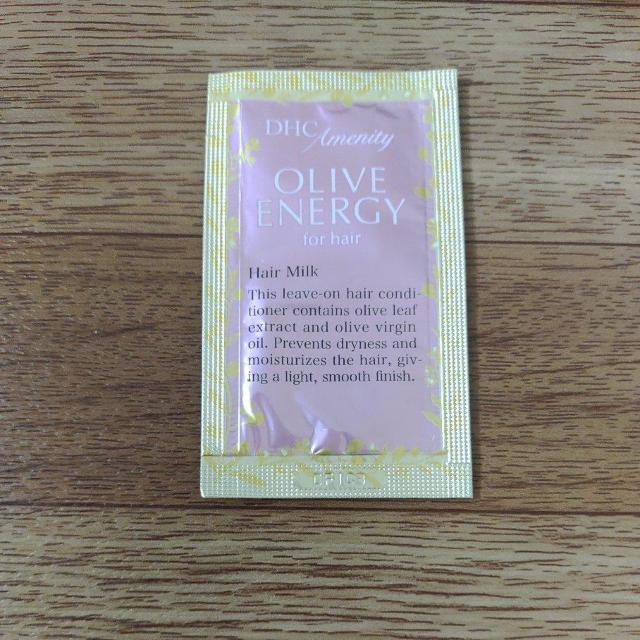 DHC Amenity
OLIVE
ENERGY
for hair
Hair Milk
This leave-on hair condi-
tioner contains olive leaf
extract and olive virgin
oil. Prevents dryness and
moisturizes the hair, giv-
ing a light, smooth finish.